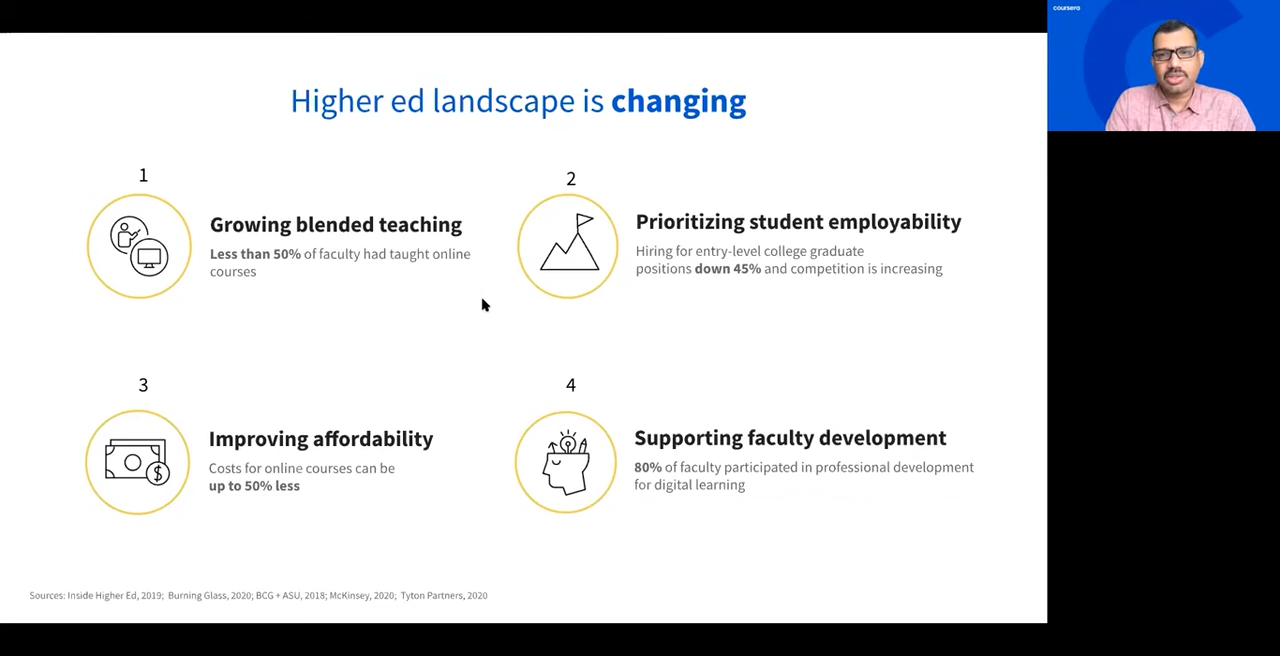 coursera
Higher ed landscape is changing
1
Growing blended teaching
Less than 50% of faculty had taught online
courses
2
Prioritizing student employability
Hiring for entry-level college graduate
positions down 45% and competition is increasing
3
Improving affordability
Costs for online courses can be
up to 50% less
4
Supporting faculty development
80% of faculty participated in professional development
for digital learning
Sources: Inside Higher Ed, 2019; Burning Glass, 2020; BCG + ASU, 2018; McKinsey, 2020; Tyton Partners, 2020